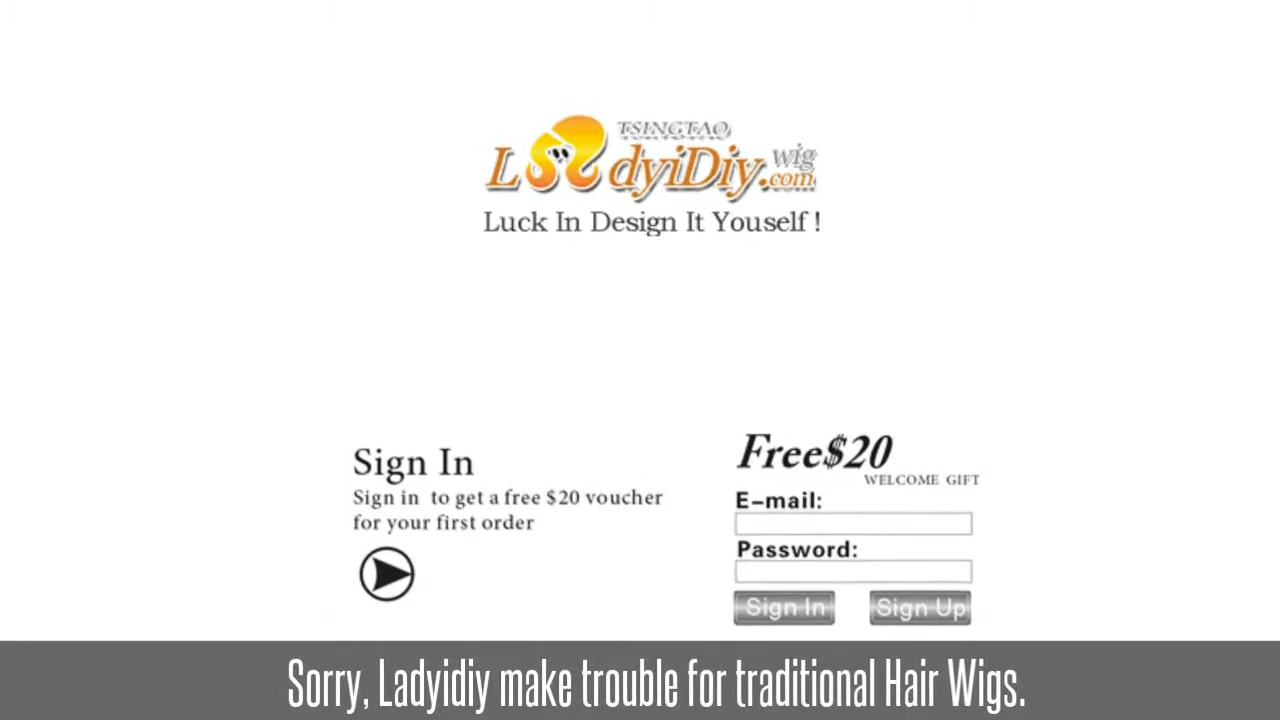 TSINGTAO
LadyiDiy.com
wig
Luck In Design It Youself !
Sign In
Sign in to get a free $20 voucher
for your first order
Free$20
WELCOME GIFT
E-mail:
Password:
Sign In Sign Up
Sorry, Ladyidiy make trouble for traditional Hair Wigs.